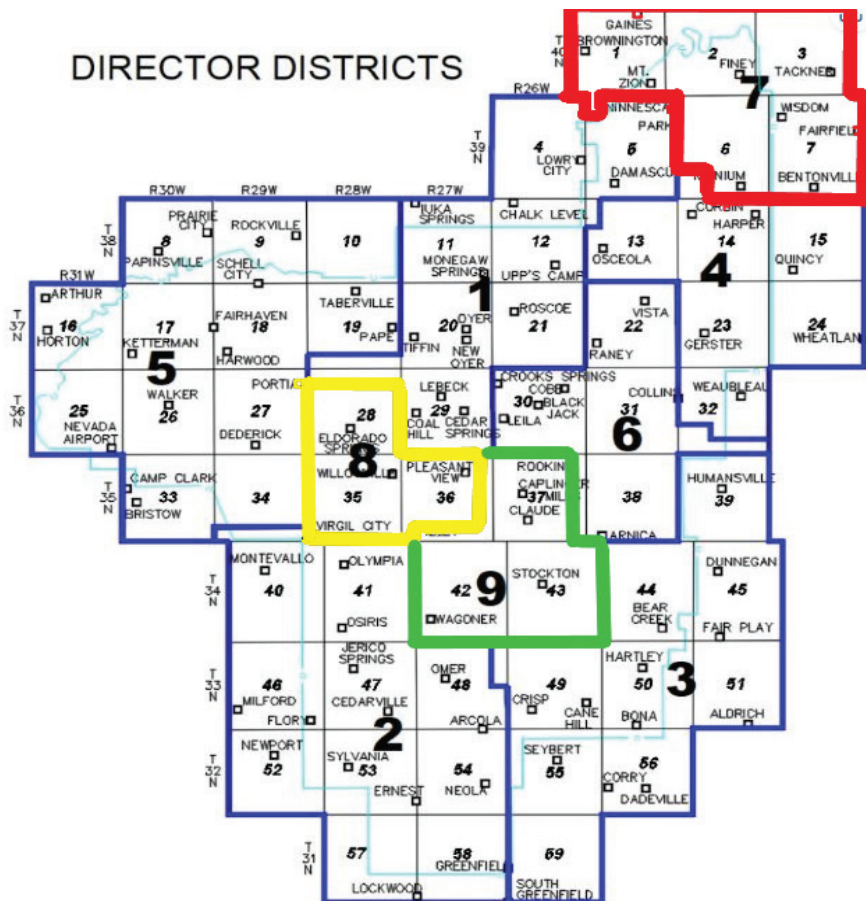 GAINES
T
40
N
BROWNINGTON
1
2
3
DIRECTOR DISTRICTS
MT.
ZION
FINEY
TACKNER
7
R26W
NINNESCA
PARK
WISDOM
FAIRFIELD
T
39
N
4
5
6
7
LOWRY
CITY
DAMASCU
BENTONVILLE
R30W
R29W
R28W
R27W
IUKA
SPRINGS
CHALK LEVEL
CORBIN
HARPER
T
38
N
PRAIRIE
CITY
ROCKVILLE
8
9
10
11
12
13
14
15
PAPINSVILLE
SCHELL
CITY
MONEGAW
SPRINGS
UPP'S CAMP
OSCEOLA
QUINCY
4
R31W
ARTHUR
TABERVILLE
1
ROSCOE
VISTA
T
37
N
16
17
18
19
20
21
22
23
24
HORTON
KETTERMAN
FAIRHAVEN
HARWOOD
PAPE
TIFFIN
OYER
NEW
OYER
RANEY
GERSTER
WHEATLAN
5
PORTIA
LEBECK
CROOKS SPRINGS
COBB
BLACK
JACK
COLLINS
WEAUBLEAU
T
36
N
25
26
27
28
29
30
31
32
WALKER
NEVADA
AIRPORT
DEDERICK
ELDORADO
SPRINGS
COAL
HILL
CEDAR
SPRINGS
LEILA
6
8
CAMP CLARK
PLEASANT
VIEW
ROOKIN
CAPLINGER
MILLS
CLAUDE
HUMANSVILLE
T
35
N
33
34
35
36
37
38
39
BRISTOW
VIRGIL CITY
ARNICA
MONTEVALLO
OLYMPIA
STOCKTON
DUNNEGAN
T
34
N
40
41
42
9
43
44
45
OSIRIS
WAGONER
BEAR
CREEK
FAIR PLAY
JERICO
SPRINGS
OMER
HARTLEY
T
33
N
46
47
48
49
50
3
51
MILFORD
FLORY
CEDARVILLE
ARCOLA
CRISP
CANE
HILL
BONA
ALDRICH
2
NEWPORT
SYLVANIA
SEYBERT
T
32
N
52
53
54
55
56
ERNEST
NEOLA
CORRY
DADEVILLE
T
31
N
57
58
59
GREENFIELD
LOCKWOOD
SOUTH
GREENFIELD